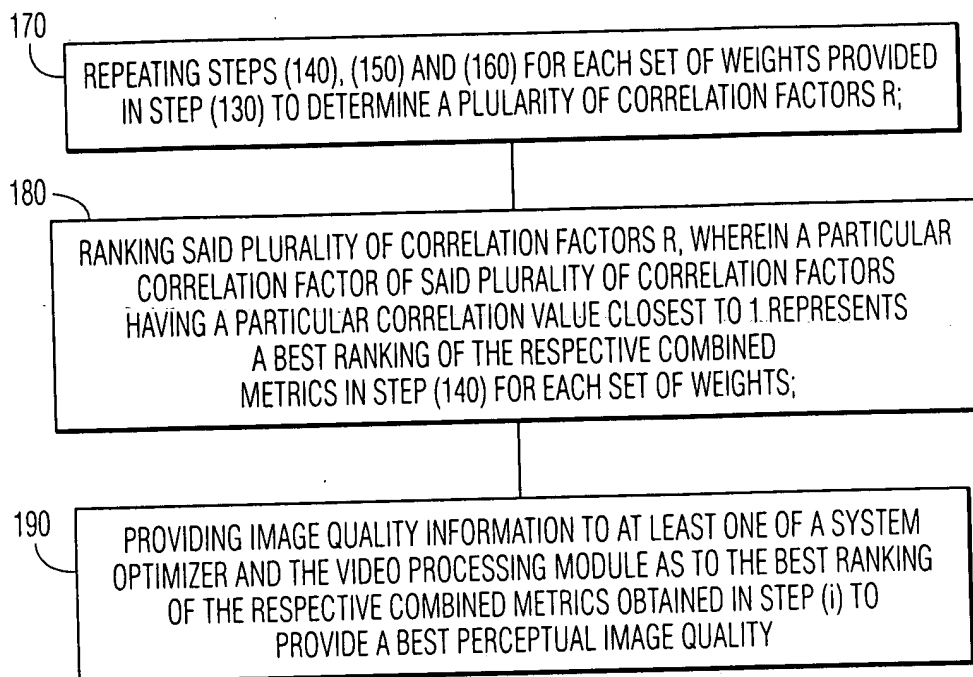 170
REPEATING STEPS (140), (150) AND (160) FOR EACH SET OF WEIGHTS PROVIDED
IN STEP (130) TO DETERMINE A PLULARITY OF CORRELATION FACTORS R;
180
RANKING SAID PLURALITY OF CORRELATION FACTORS R, WHEREIN A PARTICULAR
CORRELATION FACTOR OF SAID PLURALITY OF CORRELATION FACTORS
HAVING A PARTICULAR CORRELATION VALUE CLOSEST TO 1 REPRESENTS
A BEST RANKING OF THE RESPECTIVE COMBINED
METRICS IN STEP (140) FOR EACH SET OF WEIGHTS;
190
PROVIDING IMAGE QUALITY INFORMATION TO AT LEAST ONE OF A SYSTEM
OPTIMIZER AND THE VIDEO PROCESSING MODULE AS TO THE BEST RANKING
OF THE RESPECTIVE COMBINED METRICS OBTAINED IN STEP (i) TO
PROVIDE A BEST PERCEPTUAL IMAGE QUALITY